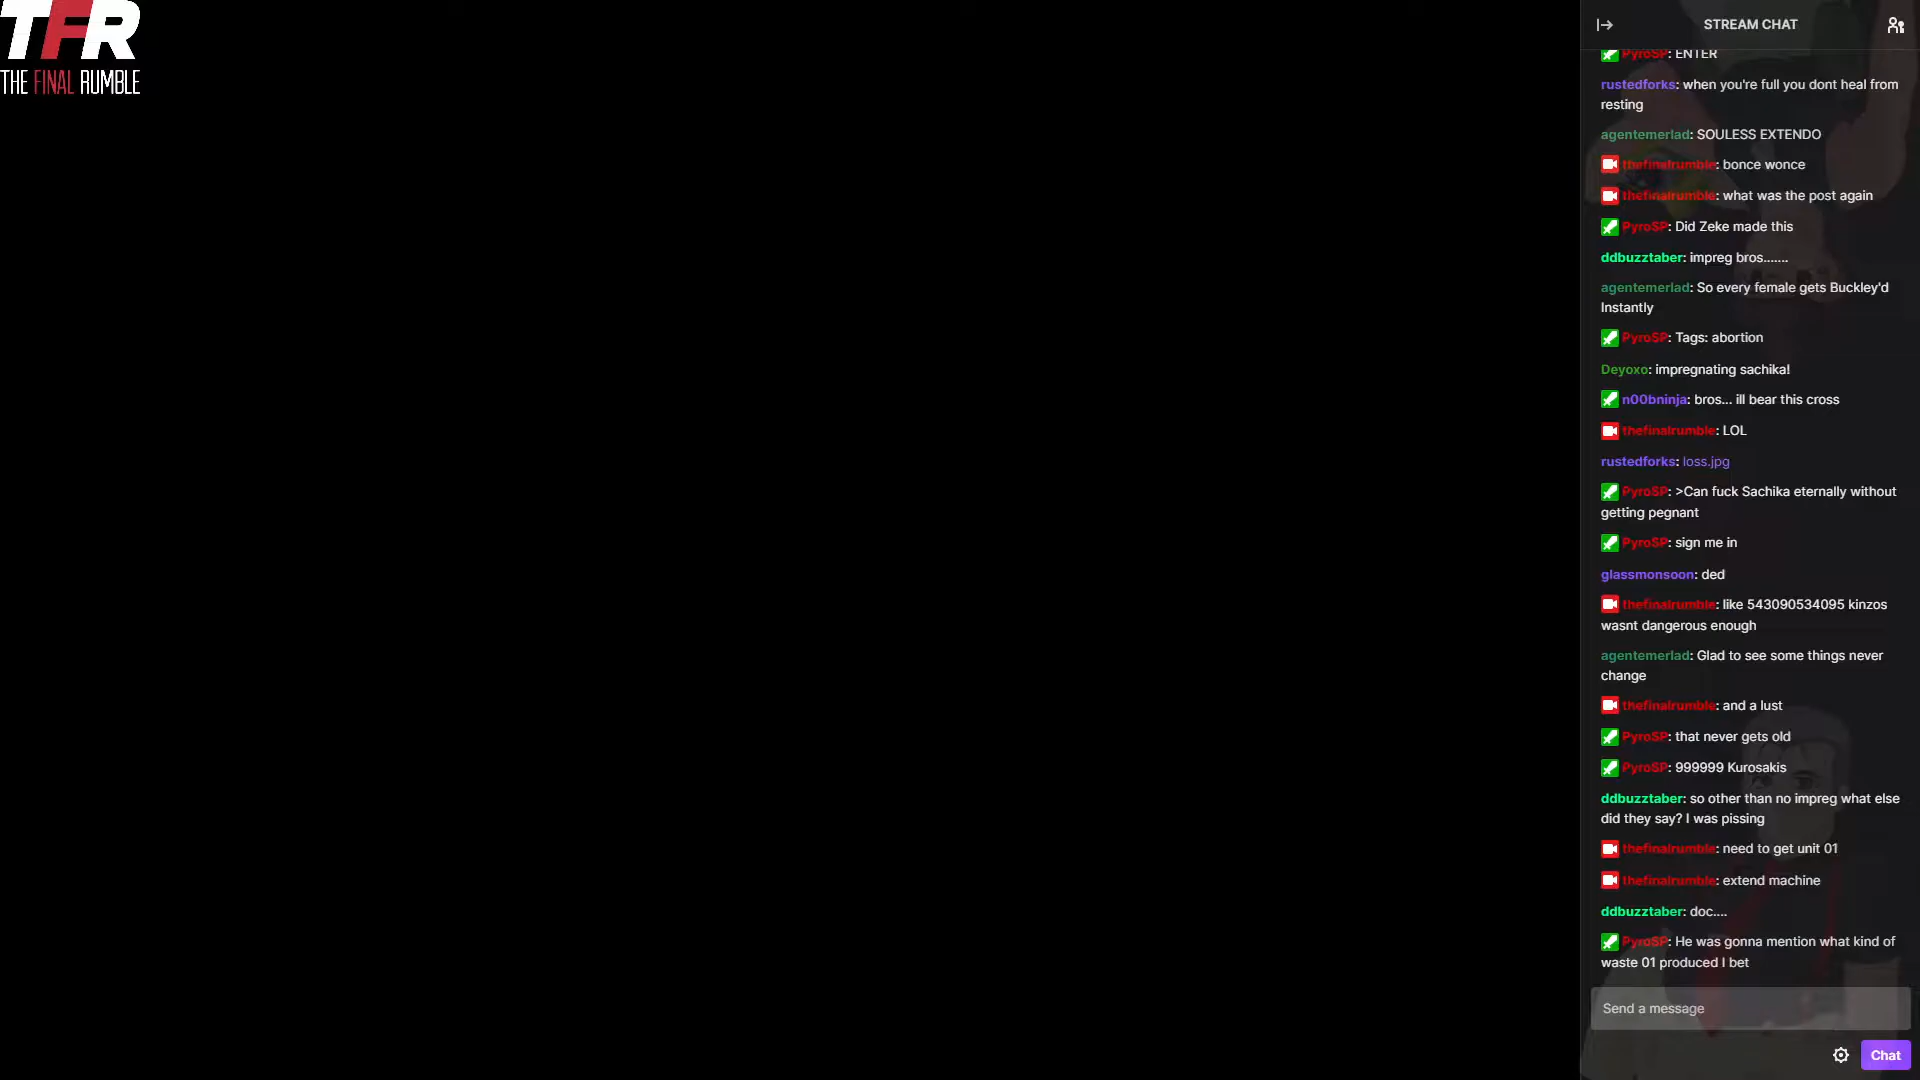 TFR
THE FINAL RUMBLE
STREAM CHAT
PyroSP: ENTER
rustedforks: when you're full you dont heal from
resting
agentemerlad: SOULESS EXTENDO
thefinalrumble: bonce wonce
thefinalrumble: what was the post again
PyroSP: Did Zeke made this
ddbuzztaber: impreg bros.......
agentemerlad: So every female gets Buckley'd
Instantly
PyroSP: Tags: abortion
Deyoxo: impregnating sachika!
n00bninja: bros... ill bear this cross
thefinalrumble: LOL
rustedforks: loss.jpg
PyroSP: >Can fuck Sachika eternally without
getting pegnant
PyroSP: sign me in
glassmonsoon: ded
thefinalrumble: like 543090534095 kinzos
wasnt dangerous enough
agentemerlad: Glad to see some things never
change
thefinalrumble: and a lust
PyroSP: that never gets old
PyroSP: 999999 Kurosakis
ddbuzztaber: so other than no impreg what else
did they say? I was pissing
thefinalrumble: need to get unit 01
thefinalrumble: extend machine
ddbuzztaber: doc....
PyroSP: He was gonna mention what kind of
waste 01 produced I bet
Send a message
Chat